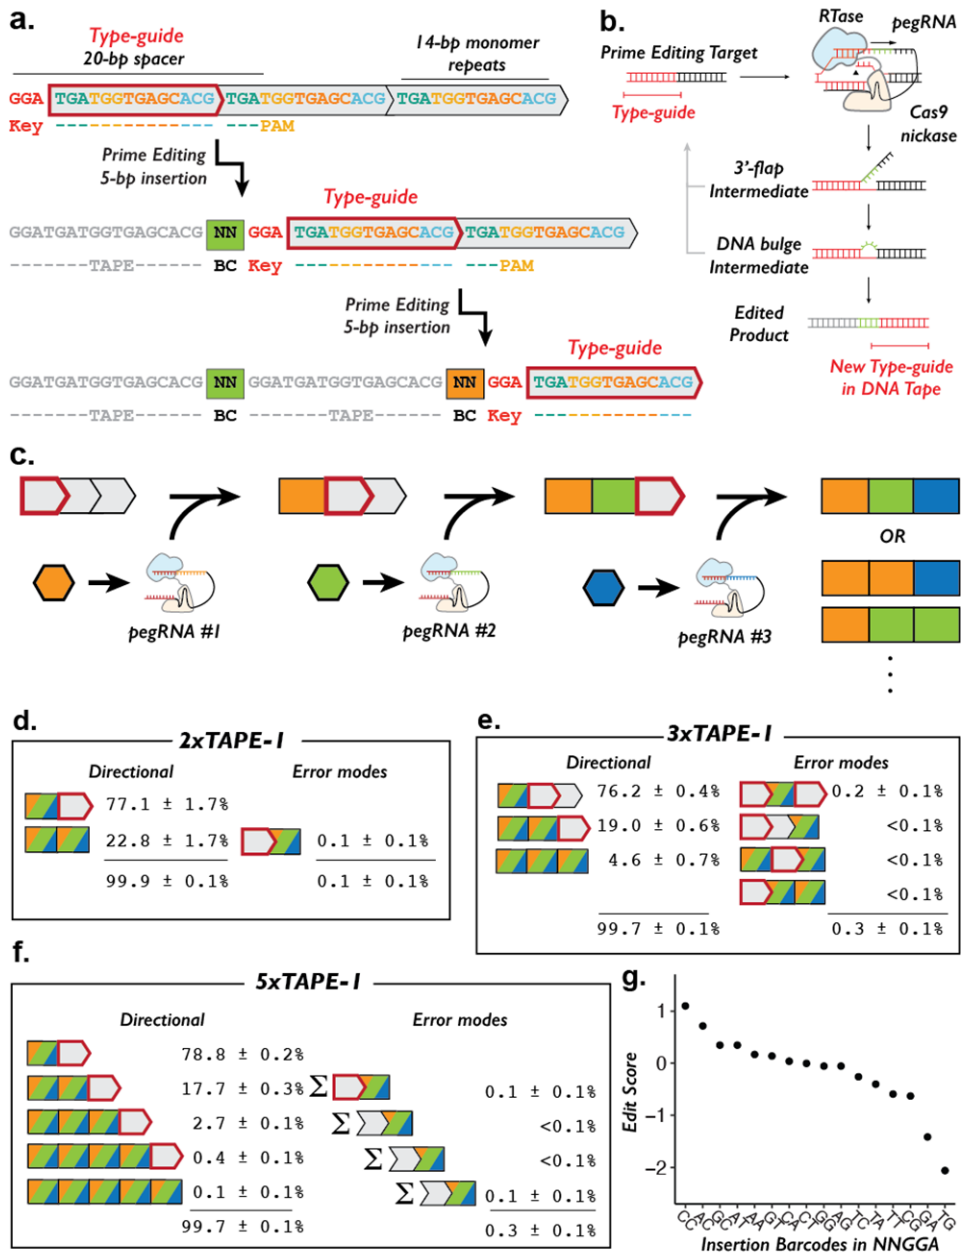 a.
Type-guide
20-bp spacer
14-bp monomer
repeats
GGA TGATGGTGAGCACG TGATGGTGAGCACG TGATGGTGAGCACG
Key PAM
Prime Editing
5-bp insertion
Type-guide
GGATGATGGTGAGCACG NN GGA TGATGGTGAGCACG TGATGGTGAGCACG
-------TAPE------- BC Key PAM
Prime Editing
5-bp insertion
Type-guide
GGATGATGGTGAGCACG NN GGATGATGGTGAGCACG NN GGA TGATGGTGAGCACG
-------TAPE------- BC -------TAPE------- BC Key
b.
RTase
pegRNA
Prime Editing Target
Type-guide
Cas9
nickase
3'-flap
Intermediate
DNA bulge
Intermediate
Edited
Product
New Type-guide
in DNA Tape
c.
OR
pegRNA #1
pegRNA #2
pegRNA #3
d.
2xTAPE-1
Directional Error modes
77.1 ± 1.7%
22.8 ± 1.7% 0.1 ± 0.1%
99.9 ± 0.1% 0.1 ± 0.1%
e.
3xTAPE-1
Directional Error modes
76.2 ± 0.4% 0.2 ± 0.1%
19.0 ± 0.6% <0.1%
4.6 ± 0.7% <0.1%
<0.1%
99.7 ± 0.1% 0.3 ± 0.1%
f.
5xTAPE-1
Directional Error modes
78.8 ± 0.2%
17.7 ± 0.3% Σ 0.1 ± 0.1%
2.7 ± 0.1% Σ <0.1%
0.4 ± 0.1% Σ <0.1%
0.1 ± 0.1% Σ 0.1 ± 0.1%
99.7 ± 0.1% 0.3 ± 0.1%
g.
Edit Score
1
0
-1
-2
CC AC GC AT AA GT CA CT GG AG TC TA TT CG GA TG
Insertion Barcodes in NNGGA